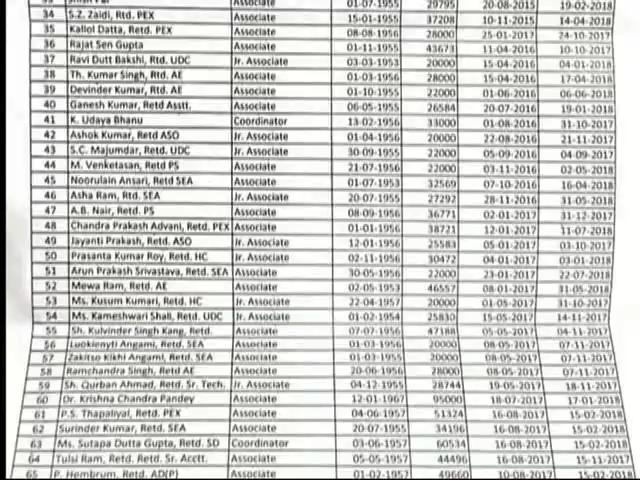 Associate 01-07-1955 29795 20-08-2015 19-02-2018
34 S.Z. Zaidi, Rtd. PEX Associate 15-01-1955 37208 10-11-2015 14-04-2018
35 Kallol Datta, Retd. PEX Associate 08-08-1956 28000 25-01-2017 24-10-2017
36 Rajat Sen Gupta Associate 01-11-1955 43673 11-04-2016 10-10-2017
37 Ravi Dutt Bakshi, Rtd. UDC Jr. Associate 03-03-1953 20000 15-04-2016 04-01-2018
38 Th. Kumar Singh, Rtd. AE Associate 01-03-1956 28000 15-04-2016 17-04-2018
39 Devinder Kumar, Rtd. AE Associate 01-10-1955 22000 01-06-2016 06-06-2018
40 Ganesh Kumar, Retd Asstt. Associate 06-05-1955 26584 20-07-2016 19-01-2018
41 K. Udaya Bhanu Coordinator 13-02-1956 33000 01-08-2016 31-10-2017
42 Ashok Kumar, Retd ASO Jr. Associate 01-04-1956 20000 22-08-2016 21-11-2017
43 S.C. Majumdar, Retd. UDC Jr. Associate 30-09-1955 22000 05-09-2016 04-09-2017
44 M. Venketasan, Retd PS Associate 21-07-1956 22000 03-11-2016 02-05-2018
45 Noorulain Ansari, Retd SEA Associate 01-07-1953 32569 07-10-2016 16-04-2018
46 Asha Ram, Rtd. SEA Jr. Associate 20-07-1955 27292 28-11-2016 31-05-2018
47 A.B. Nair, Retd. PS Associate 08-09-1956 36771 02-01-2017 31-12-2017
48 Chandra Prakash Advani, Retd. PEX Associate 01-01-1956 38721 12-01-2017 11-07-2018
49 Jayanti Prakash, Retd. ASO Jr. Associate 12-01-1956 25583 05-01-2017 03-10-2017
50 Prasanta Kumar Roy, Retd. HC Jr. Associate 02-11-1956 30472 04-01-2017 03-01-2018
51 Arun Prakash Srivastava, Retd. SEA Associate 30-05-1956 22000 23-01-2017 22-07-2018
52 Mewa Ram, Retd. AE Associate 02-05-1953 46557 08-01-2017 31-05-2018
53 Ms. Kusum Kumari, Retd. HC Jr. Associate 22-04-1957 20000 01-05-2017 31-10-2017
54 Ms. Kameshwari Shali, Retd. UDC Jr. Associate 01-02-1954 25830 15-05-2017 14-11-2017
55 Sh. Kulvinder Singh Kang, Retd. Associate 07-07-1956 47188 05-05-2017 04-11-2017
56 Angami, Retd. SEA Associate 01-03-1956 20000 08-05-2017 07-11-2017
57 Zakitso Kikhi Angami, Retd. SEA Associate 01-03-1955 20000 08-05-2017 07-11-2017
58 Ramchandra Singh, Retd AE Associate 20-06-1956 28000 08-05-2017 07-11-2017
59 Sh. Qurban Ahmad, Retd. Sr. Tech. Jr. Associate 04-12-1955 28744 19-05-2017 18-11-2017
60 Dr. Krishna Chandra Pandey Associate 12-01-1967 95000 18-07-2017 17-01-2018
61 P.S. Thapaliyal, Retd. PEX Associate 04-06-1957 51324 16-08-2017 15-02-2018
62 Surinder Kumar, Retd. SEA Associate 20-07-1955 34196 16-08-2017 15-02-2018
63 Ms. Sutapa Dutta Gupta, Retd. SD Coordinator 03-06-1957 60534 16-08-2017 15-02-2018
64 Tulsi Ram, Retd. Sr. Acctt. Associate 05-05-1957 44496 16-08-2017 15-11-2017
65 P. Hembrum, Retd. AD(P) Associate 01-02-1957 49660 10-08-2017 15-02-2018